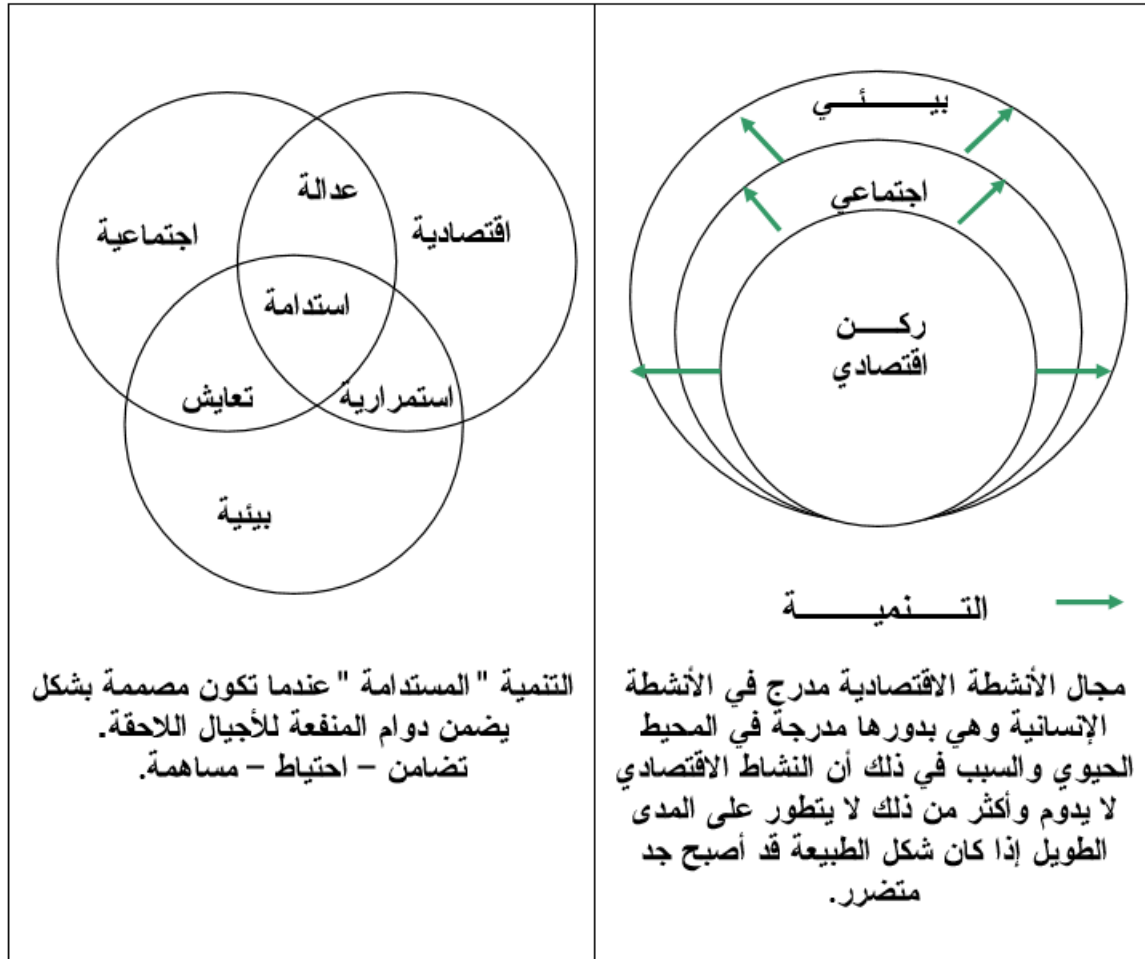 بيـــــئـــــي
اجتماعي
ركـــــن
اقتصادي
التـــــنميـــــــة
مجال الأنشطة الاقتصادية مدرج في الأنشطة
الإنسانية وهي بدورها مدرجة في المحيط
الحيوي والسبب في ذلك أن النشاط الاقتصادي
لا يدوم وأكثر من ذلك لا يتطور على المدى
الطويل إذا كان شكل الطبيعة قد أصبح جد
متضرر.
عدالة
اقتصادية
اجتماعية
استدامة
استمرارية
تعايش
بيئية
التنمية " المستدامة " عندما تكون مصممة بشكل
يضمن دوام المنفعة للأجيال اللاحقة.
تضامن – احتياط – مساهمة.